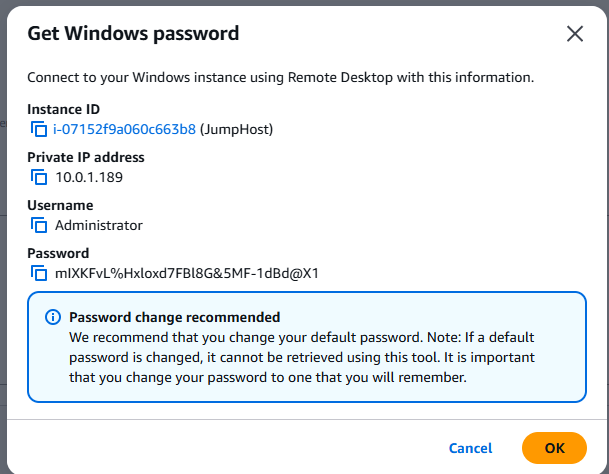 Get Windows password
Connect to your Windows instance using Remote Desktop with this information.
Instance ID
i-07152f9a060c663b8 (JumpHost)
Private IP address
10.0.1.189
Username
Administrator
Password
mIXKFvL%Hxloxd7FBl8G&5MF-1dBd@X1
Password change recommended
We recommend that you change your default password. Note: If a default
password is changed, it cannot be retrieved using this tool. It is important
that you change your password to one that you will remember.
Cancel
OK